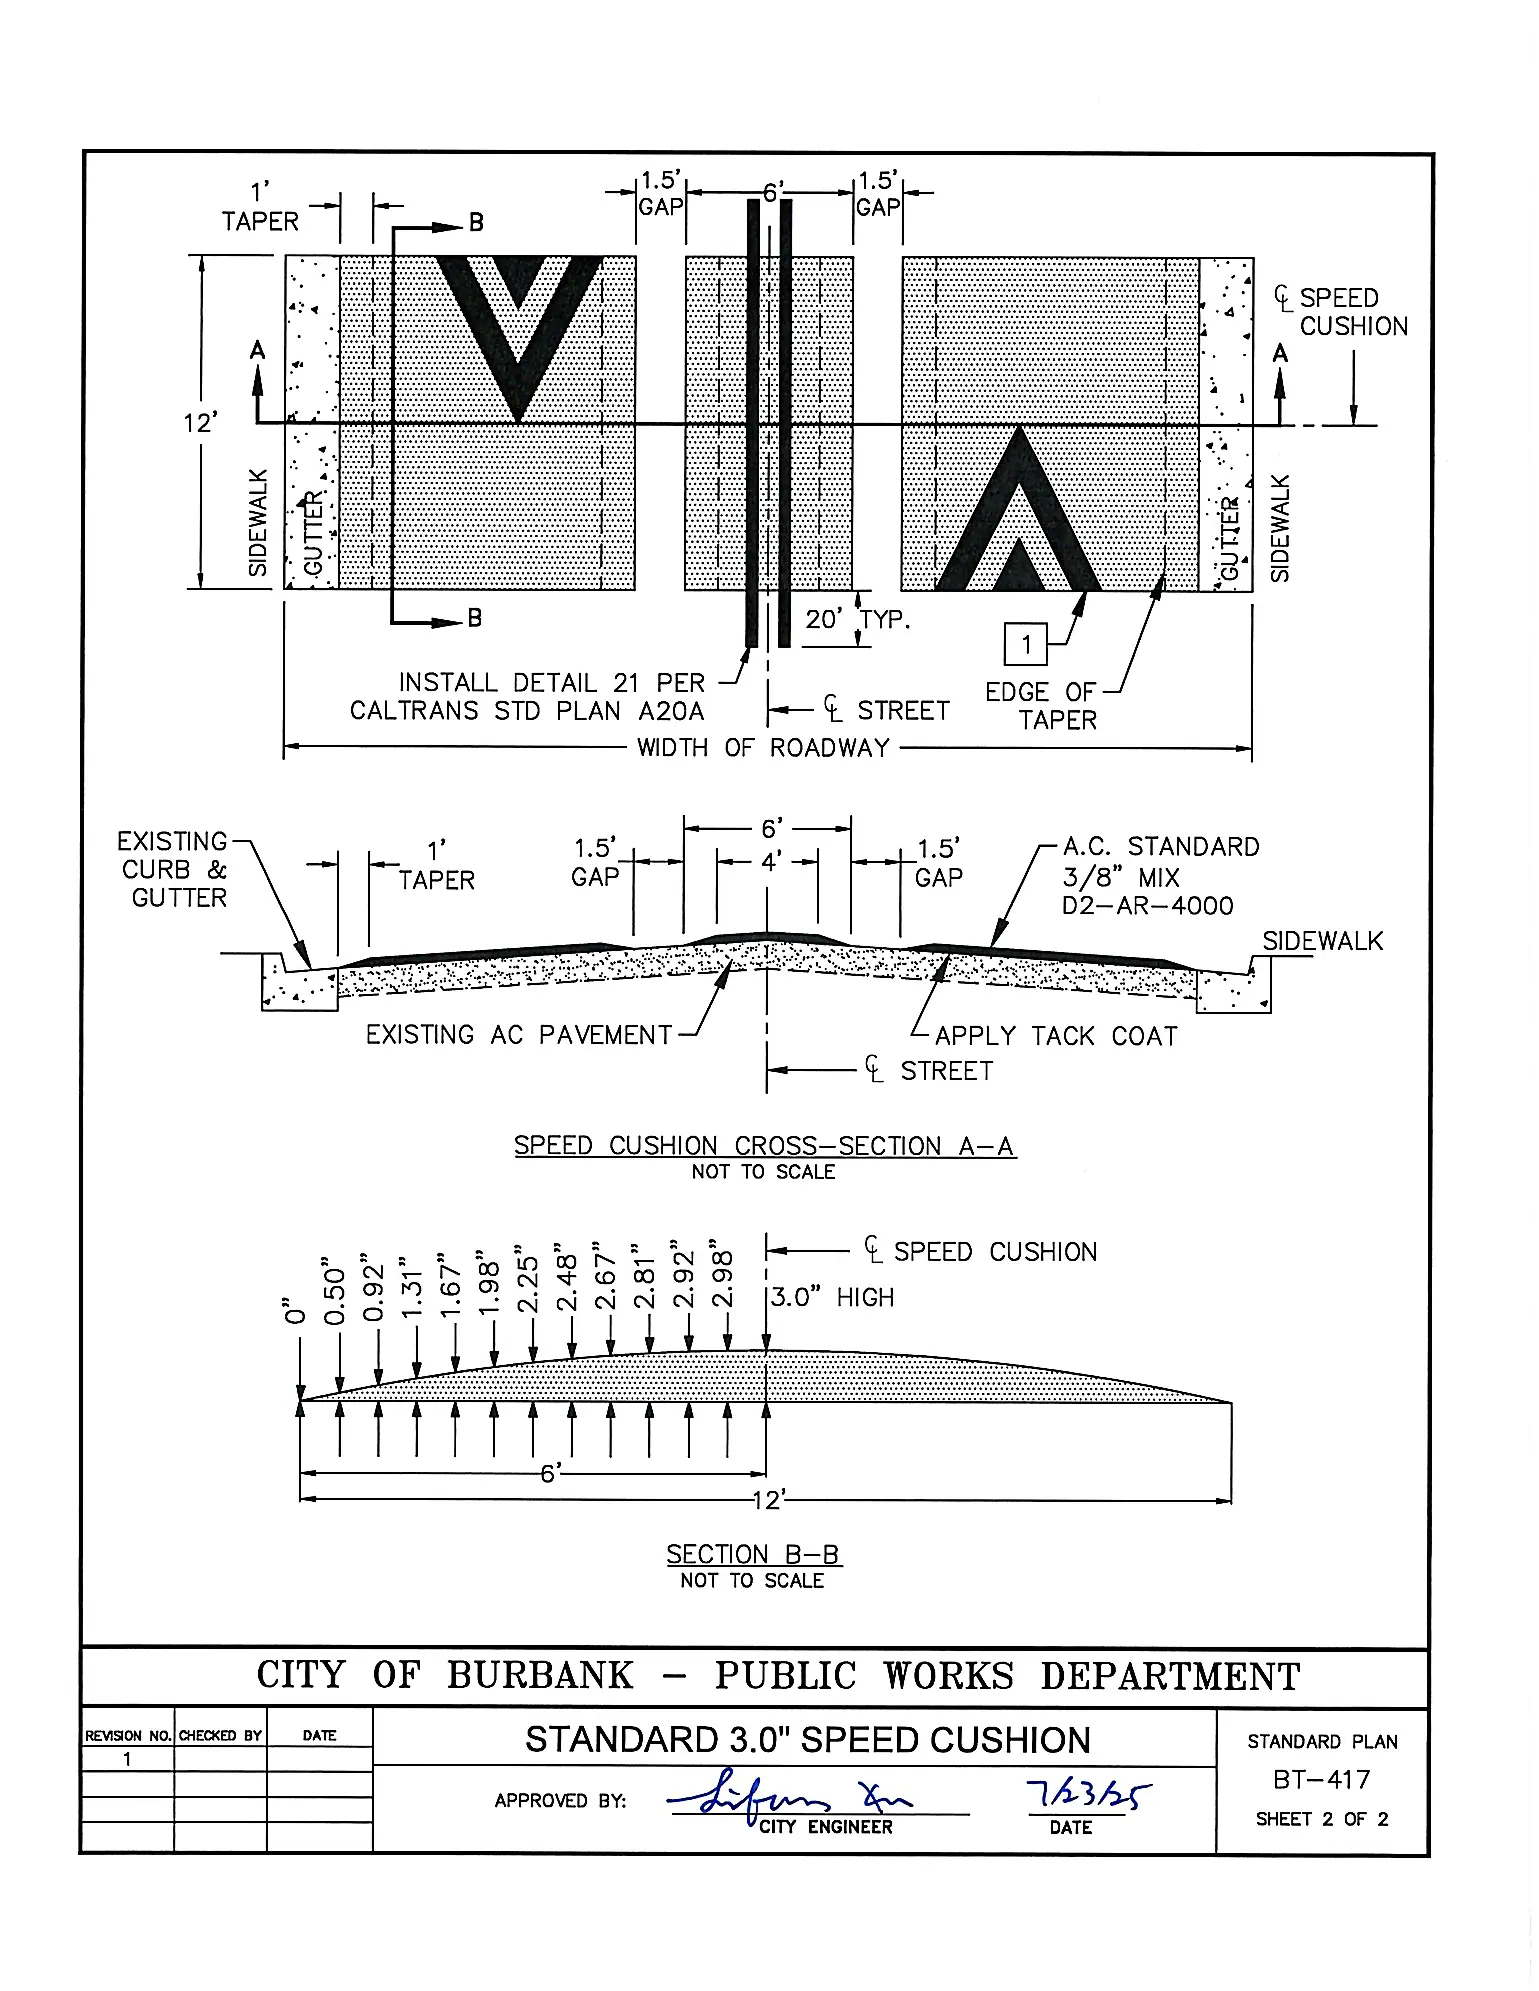 1'
TAPER
B
1.5'
GAP
6'
1.5'
GAP
℄ SPEED
CUSHION
A
A
12'
SIDEWALK
GUTTER
GUTTER
SIDEWALK
B
20' TYP.
1
INSTALL DETAIL 21 PER
CALTRANS STD PLAN A20A
℄ STREET
EDGE OF
TAPER
WIDTH OF ROADWAY
EXISTING
CURB &
GUTTER
1'
TAPER
1.5'
GAP
6'
4'
1.5'
GAP
A.C. STANDARD
3/8" MIX
D2-AR-4000
SIDEWALK
EXISTING AC PAVEMENT
APPLY TACK COAT
℄ STREET
SPEED CUSHION CROSS-SECTION A-A
NOT TO SCALE
0"
0.50"
0.92"
1.31"
1.67"
1.98"
2.25"
2.48"
2.67"
2.81"
2.92"
2.98"
℄ SPEED CUSHION
3.0" HIGH
6'
12'
SECTION B-B
NOT TO SCALE
CITY OF BURBANK - PUBLIC WORKS DEPARTMENT
REVISION NO. CHECKED BY DATE
1
STANDARD 3.0" SPEED CUSHION
APPROVED BY:
CITY ENGINEER
7/23/25
DATE
STANDARD PLAN
BT-417
SHEET 2 OF 2